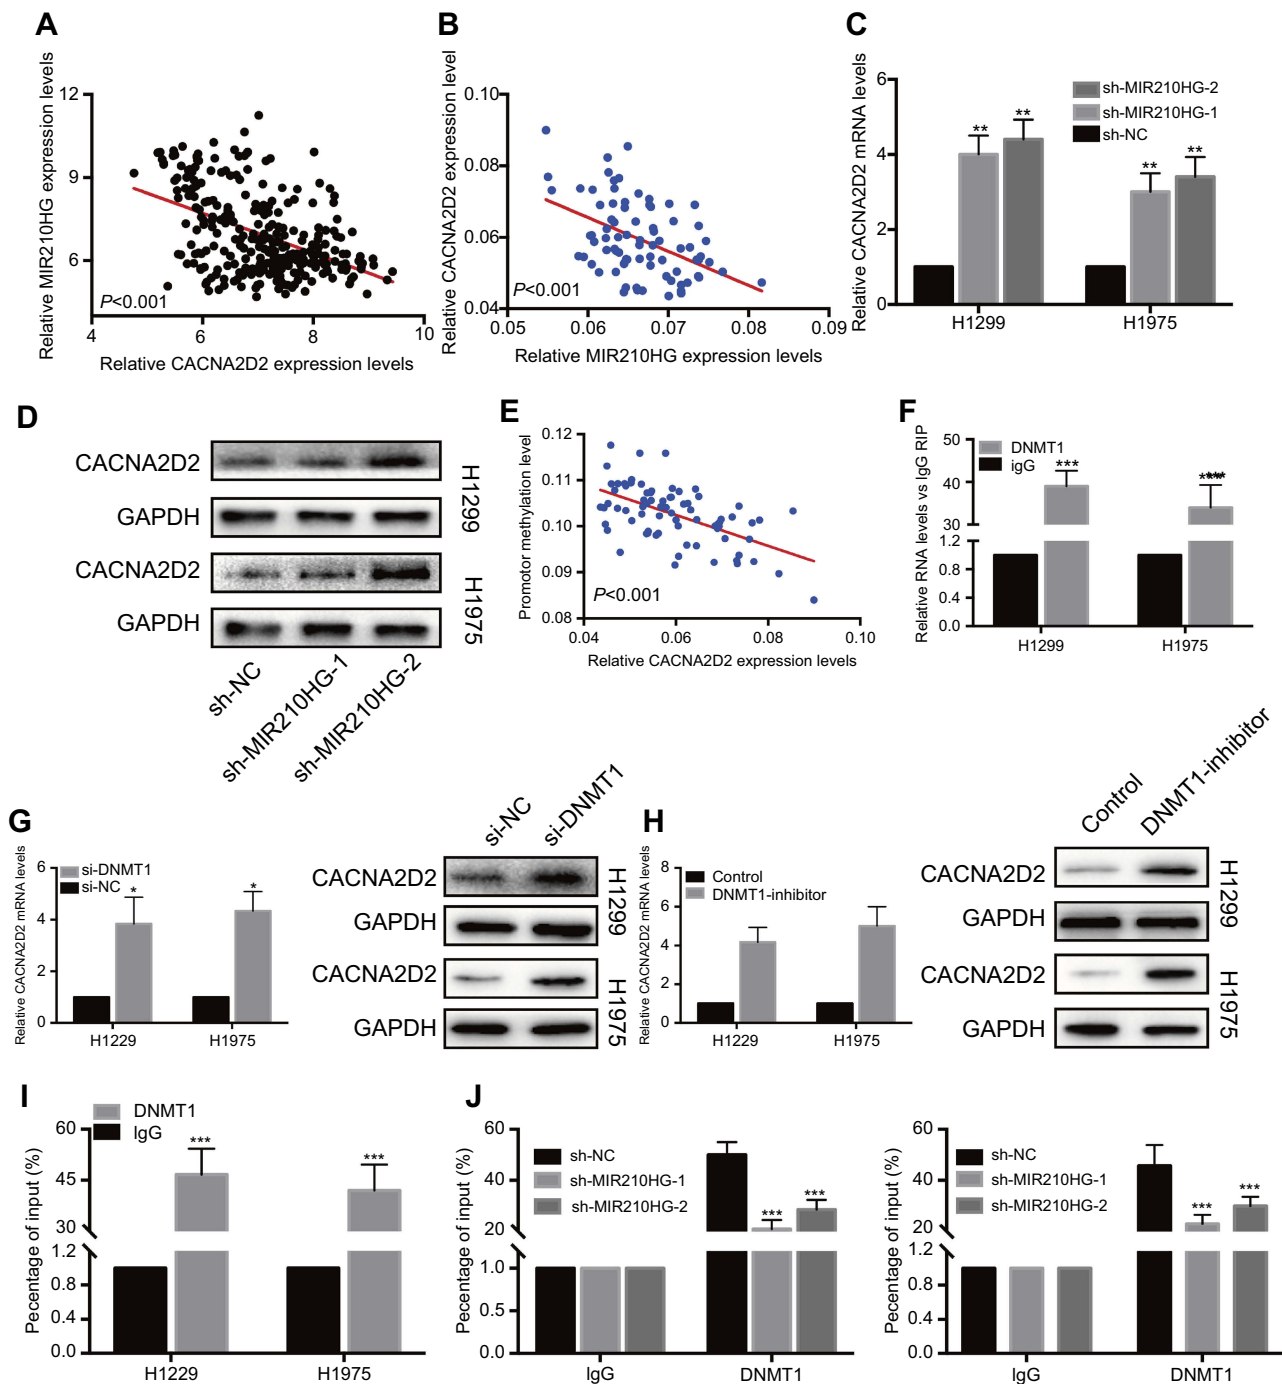 A
Relative MIR210HG expression levels
12
9
6
P<0.001
4
6
8
10
Relative CACNA2D2 expression levels
B
Relative CACNA2D2 expression level
0.10
0.08
0.06
0.04
P<0.001
0.05
0.06
0.07
0.08
0.09
Relative MIR210HG expression levels
C
Relative CACNA2D2 mRNA levels
6
4
2
0
sh-MIR210HG-2
sh-MIR210HG-1
sh-NC
**
**
**
**
H1299
H1975
D
CACNA2D2
GAPDH
H1299
CACNA2D2
GAPDH
H1975
sh-NC
sh-MIR210HG-1
sh-MIR210HG-2
E
Promotor methylation level
0.12
0.11
0.10
0.09
0.08
P<0.001
0.04
0.06
0.08
0.10
Relative CACNA2D2 expression levels
F
Relative RNA levels vs IgG RIP
50
40
30
1.2
0.8
0.4
0.0
DNMT1
igG
***
H1299
H1975
G
Relative CACNA2D2 mRNA levels
6
4
2
0
si-DNMT1
si-NC
*
*
H1229
H1975
si-NC
si-DNMT1
CACNA2D2
GAPDH
H1299
CACNA2D2
GAPDH
H1975
H
Relative CACNA2D2 mRNA levels
8
6
4
2
0
Control
DNMT1-inhibitor
H1229
H1975
Control
DNMT1-inhibitor
CACNA2D2
GAPDH
H1299
CACNA2D2
GAPDH
H1975
I
Pecentage of input (%)
60
45
30
1.2
0.8
0.4
0.0
DNMT1
IgG
***
***
H1229
H1975
J
Pecentage of input (%)
60
40
20
1.0
0.5
0.0
sh-NC
sh-MIR210HG-1
sh-MIR210HG-2
***
***
IgG
DNMT1
Pecentage of input (%)
60
40
20
1.2
0.8
0.4
0.0
sh-NC
sh-MIR210HG-1
sh-MIR210HG-2
***
***
IgG
DNMT1